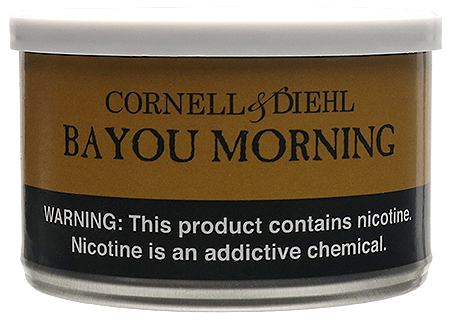 CORNELL & DIEHL
BAYOU MORNING
WARNING: This product contains nicotine.
Nicotine is an addictive chemical.